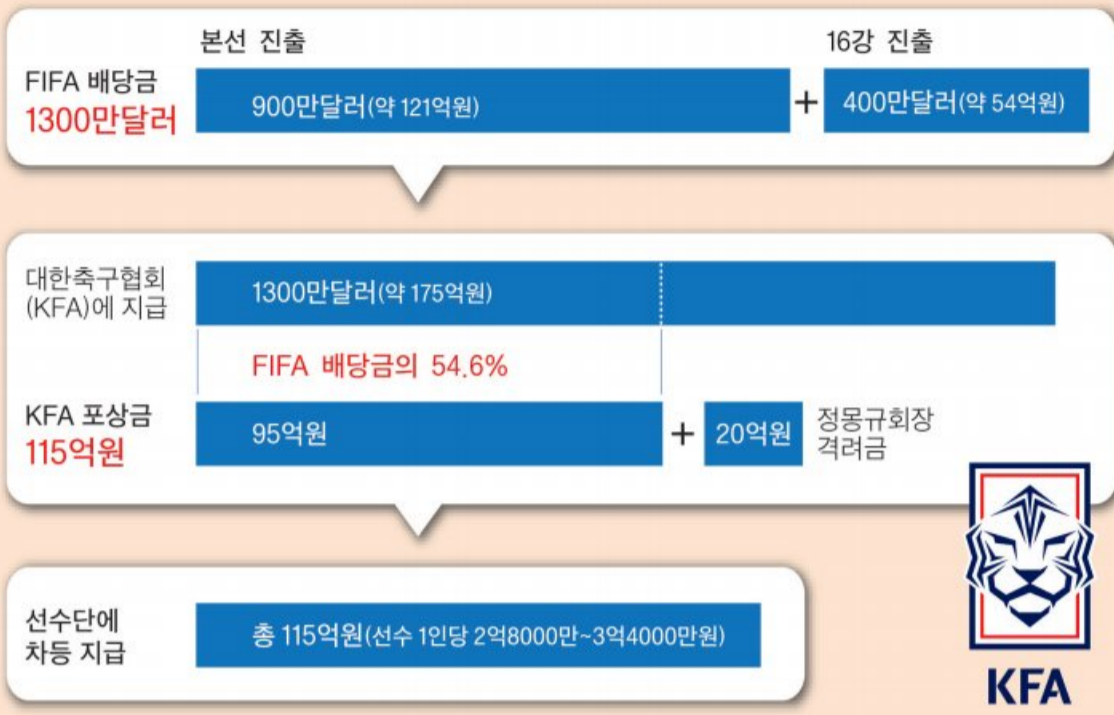 본선 진출
16강 진출
FIFA 배당금
1300만달러
900만달러(약 121억원)
+
400만달러(약 54억원)
대한축구협회
(KFA)에 지급
1300만달러(약 175억원)
FIFA 배당금의 54.6%
KFA 포상금
115억원
95억원
+
20억원
정몽규회장
격려금
선수단에
차등 지급
총 115억원(선수 1인당 2억8000만~3억4000만원)
KFA